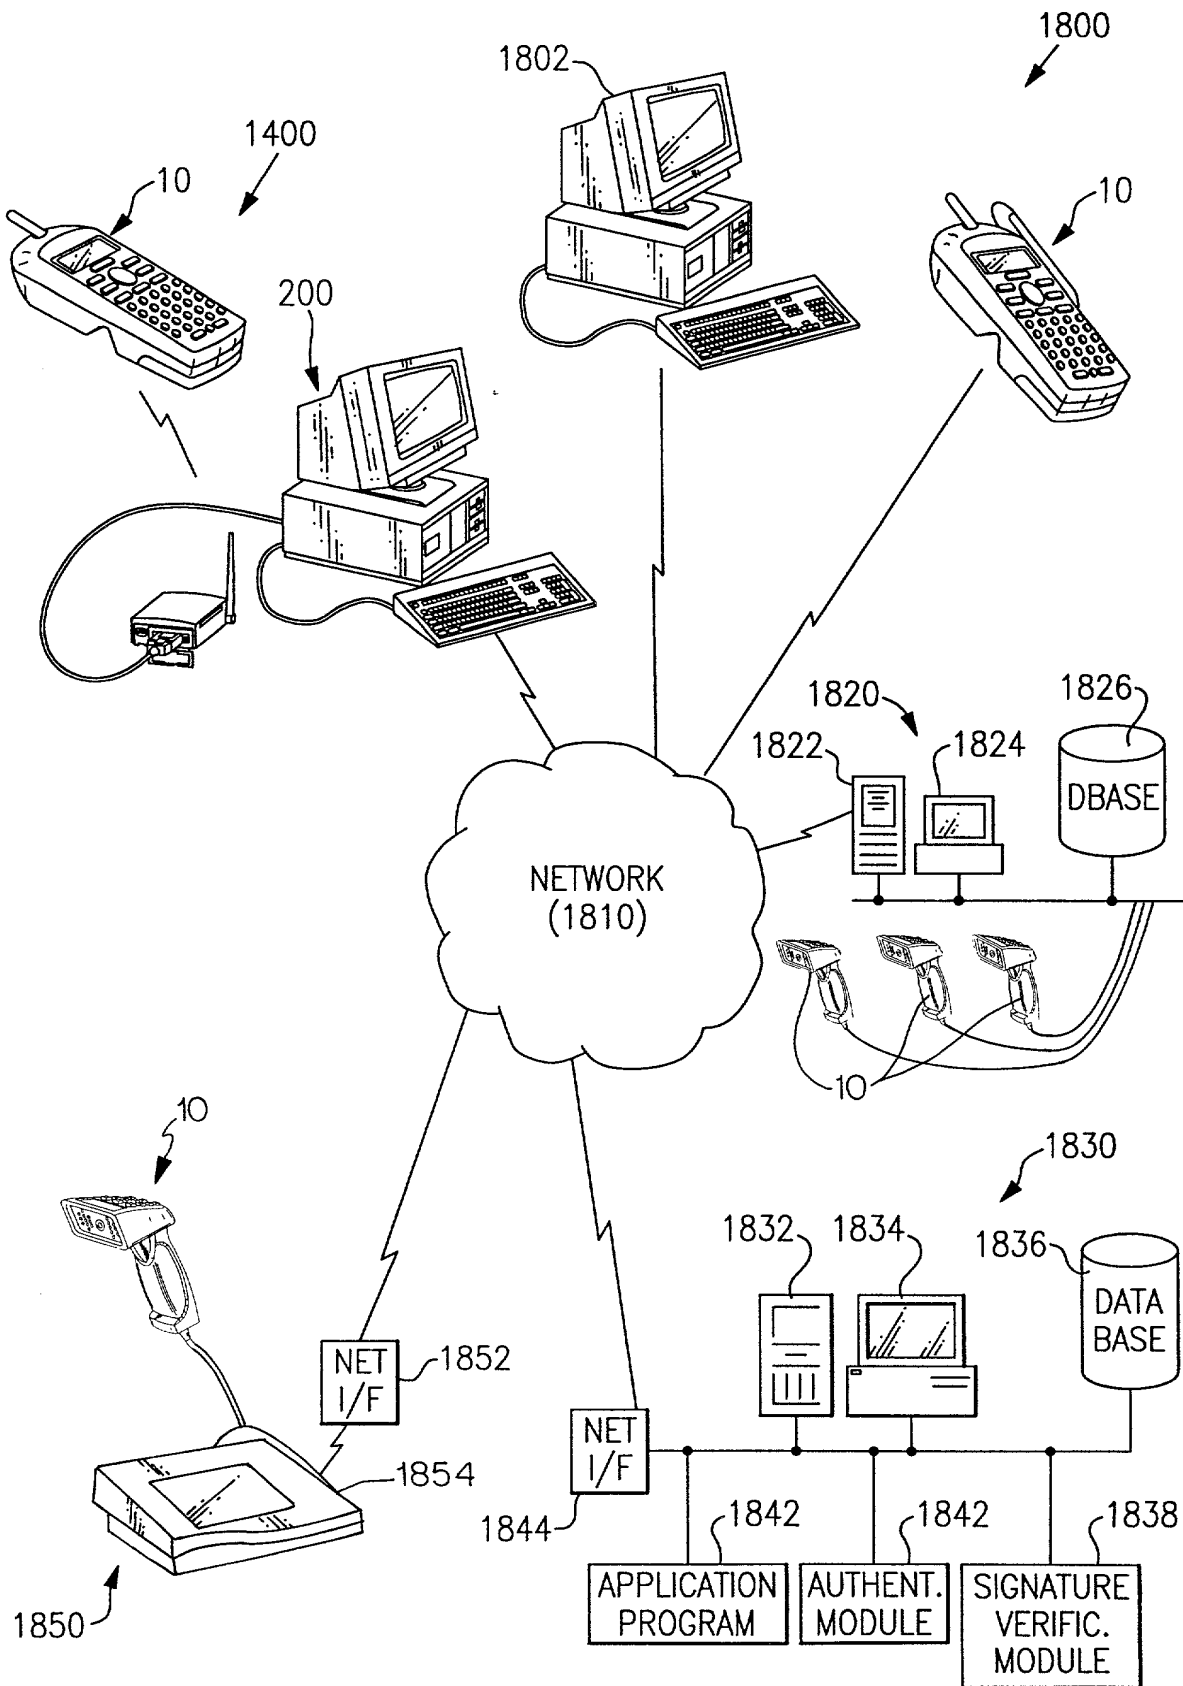 1800
1802
1400
10
10
200
1820
1826
1822
1824
DBASE
NETWORK
(1810)
10
10
1830
1832
1834
1836
DATA
BASE
NET
I/F
1852
NET
I/F
1854
1844
1842
1842
1838
1850
APPLICATION
PROGRAM
AUTHENT.
MODULE
SIGNATURE
VERIFIC.
MODULE